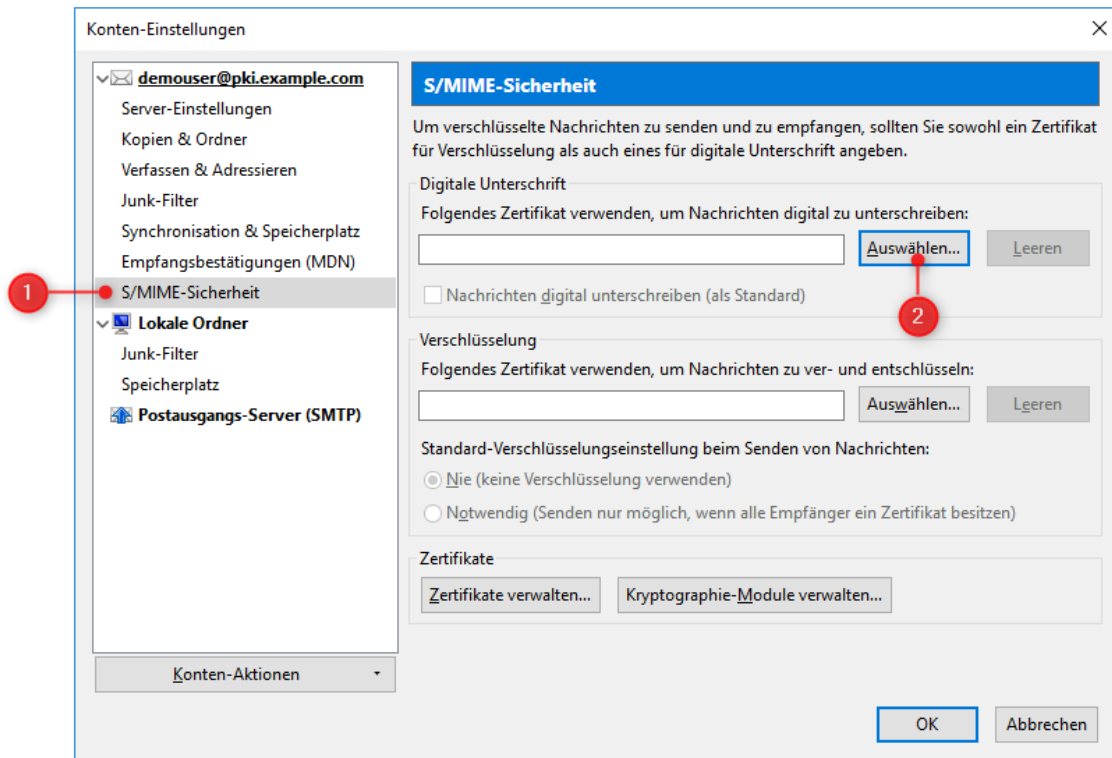 Konten-Einstellungen
demouser@pki.example.com
Server-Einstellungen
Kopien & Ordner
Verfassen & Adressieren
Junk-Filter
Synchronisation & Speicherplatz
Empfangsbestätigungen (MDN)
S/MIME-Sicherheit
1
Lokale Ordner
Junk-Filter
Speicherplatz
Postausgangs-Server (SMTP)
Konten-Aktionen
S/MIME-Sicherheit
Um verschlüsselte Nachrichten zu senden und zu empfangen, sollten Sie sowohl ein Zertifikat
für Verschlüsselung als auch eines für digitale Unterschrift angeben.
Digitale Unterschrift
Folgendes Zertifikat verwenden, um Nachrichten digital zu unterschreiben:
Auswählen... Leeren
2
Nachrichten digital unterschreiben (als Standard)
Verschlüsselung
Folgendes Zertifikat verwenden, um Nachrichten zu ver- und entschlüsseln:
Auswählen... Leeren
Standard-Verschlüsselungseinstellung beim Senden von Nachrichten:
Nie (keine Verschlüsselung verwenden)
Notwendig (Senden nur möglich, wenn alle Empfänger ein Zertifikat besitzen)
Zertifikate
Zertifikate verwalten... Kryptographie-Module verwalten...
OK Abbrechen